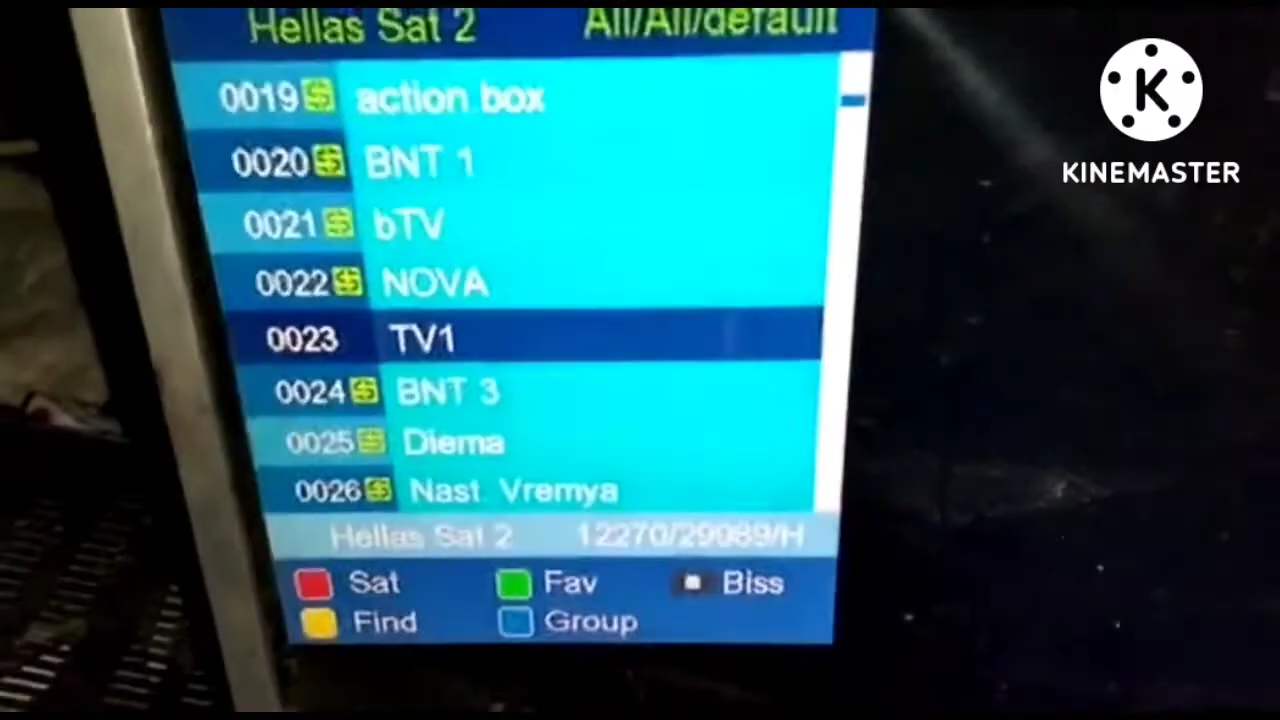 Hellas Sat 2 All/All/default
0019 $ action box
0020 $ BNT 1
0021 $ bTV
0022 $ NOVA
0023 TV1
0024 $ BNT 3
0025 $ Diema
0026 $ Nast. Vremya
Hellas Sat 2 12270/29989/H
Sat Fav Biss
Find Group
K
KINEMASTER